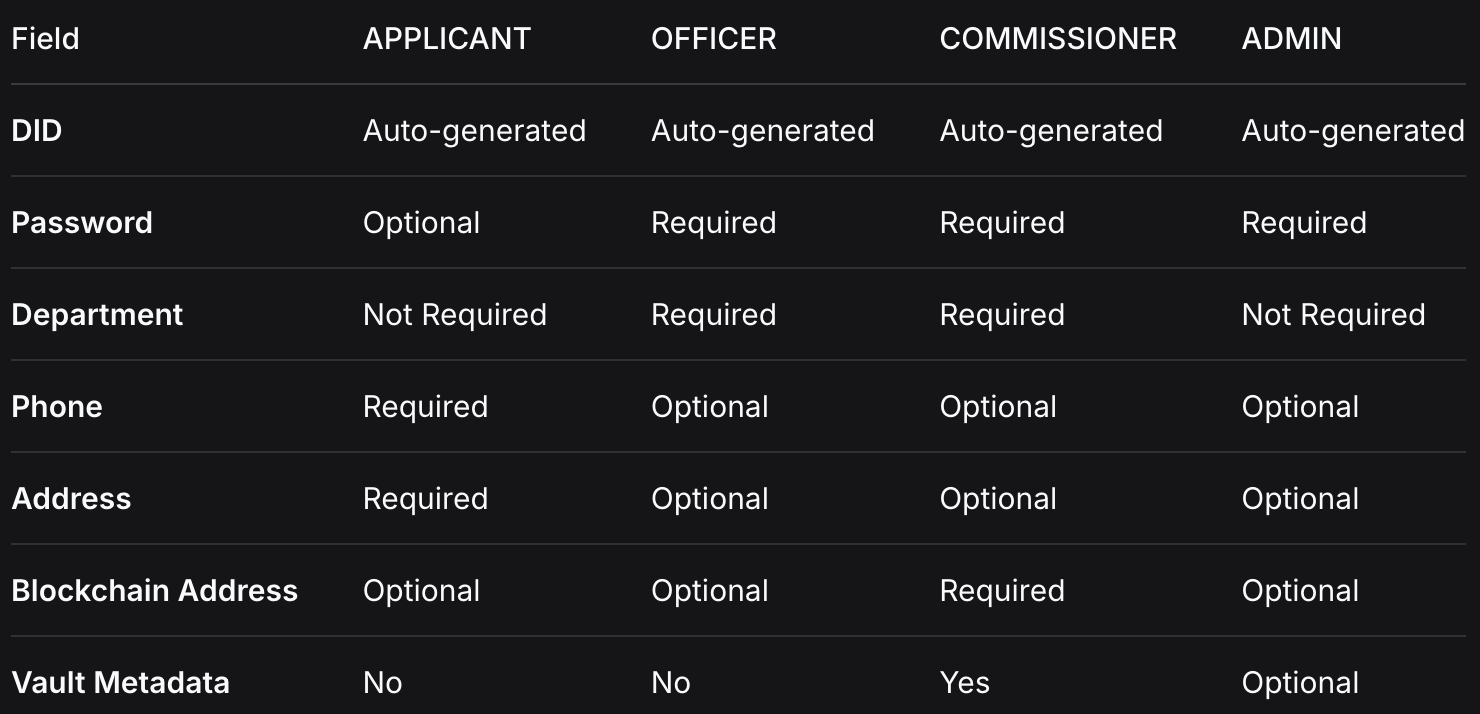 Field APPLICANT OFFICER COMMISSIONER ADMIN
DID Auto-generated Auto-generated Auto-generated Auto-generated
Password Optional Required Required Required
Department Not Required Required Required Not Required
Phone Required Optional Optional Optional
Address Required Optional Optional Optional
Blockchain Address Optional Optional Required Optional
Vault Metadata No No Yes Optional